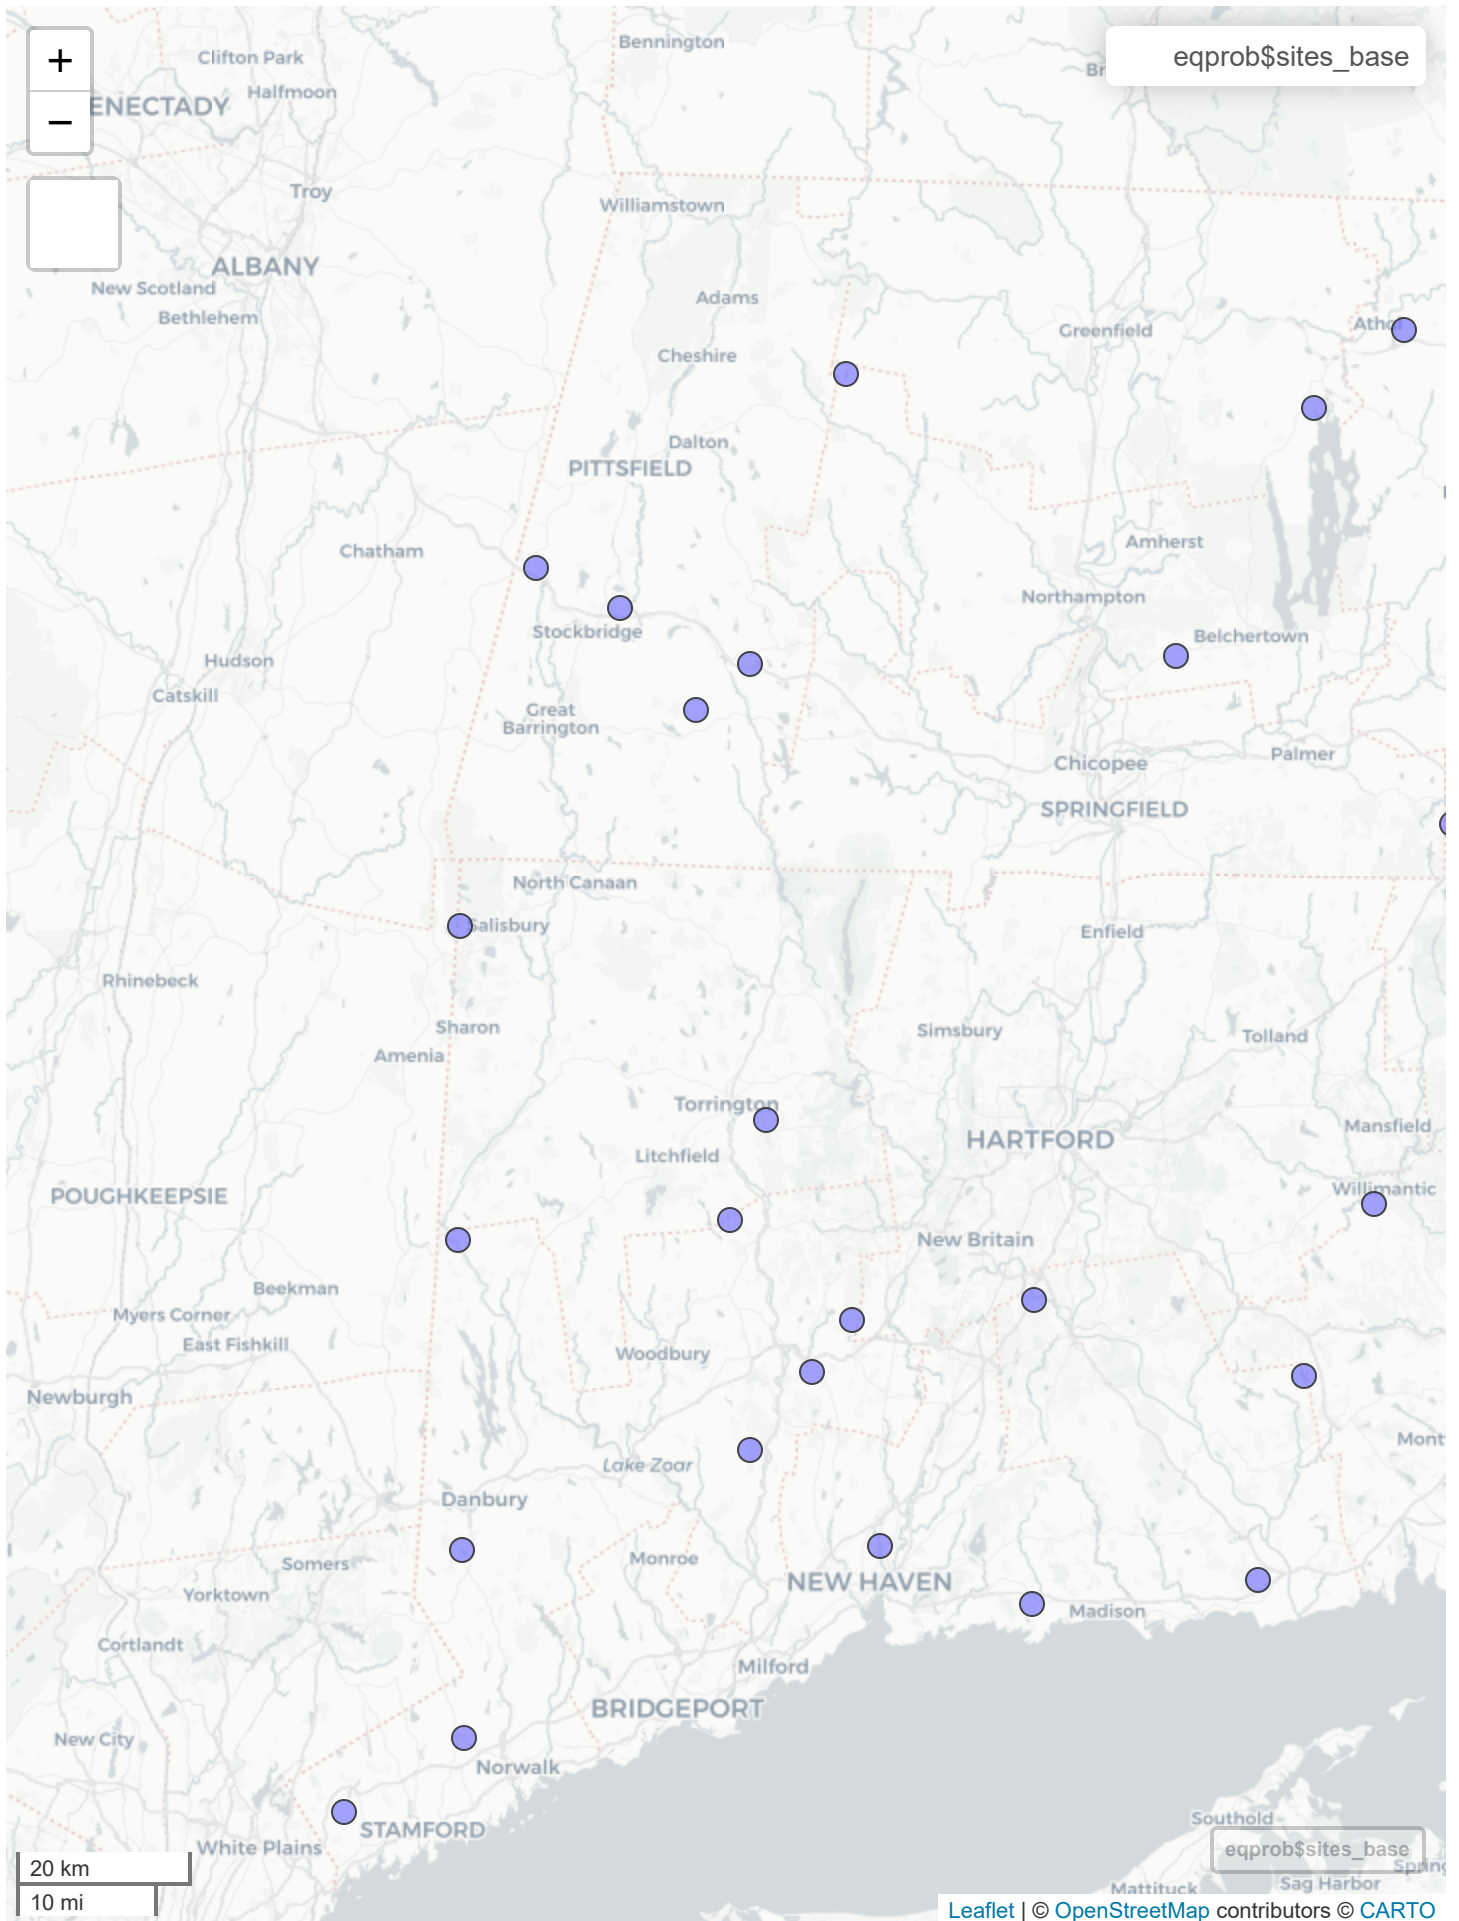 +
−
eqprob$sites_base
Bennington
Clifton Park
Halfmoon
ENECTADY
Br
Troy
Williamstown
ALBANY
New Scotland
Bethlehem
Adams
Greenfield
Cheshire
Dalton
PITTSFIELD
Chatham
Amherst
Northampton
Stockbridge
Belchertown
Hudson
Catskill
Great
Barrington
Palmer
Chicopee
SPRINGFIELD
North Canaan
Salisbury
Enfield
Rhinebeck
Sharon
Simsbury
Tolland
Amenia
Torrington
Mansfield
HARTFORD
Litchfield
Willimantic
POUGHKEEPSIE
New Britain
Beekman
Myers Corner
East Fishkill
Woodbury
Newburgh
Mont
Lake Zoar
Danbury
Somers
Monroe
NEW HAVEN
Yorktown
Madison
Cortlandt
Milford
BRIDGEPORT
New City
Norwalk
Southold
STAMFORD
White Plains
eqprob$sites_base
Spring
Sag Harbor
Mattituck
20 km
10 mi
Leaflet | © OpenStreetMap contributors © CARTO